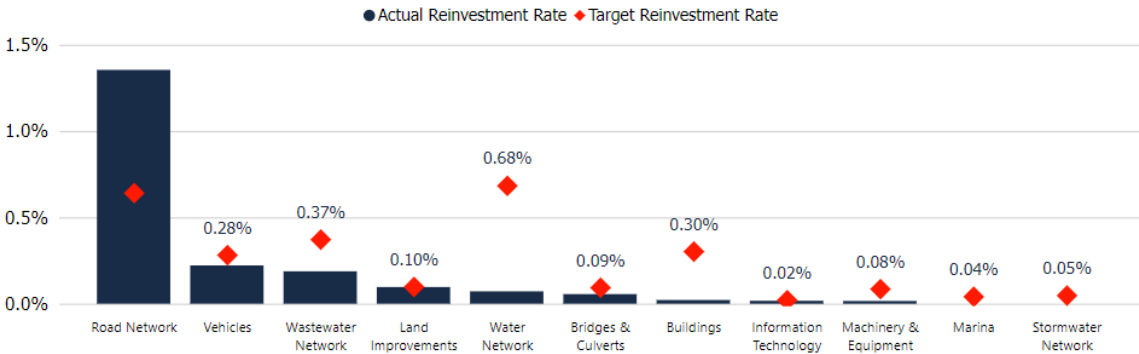 Actual Reinvestment Rate Target Reinvestment Rate
1.5%
1.0%
0.5%
0.0%
0.28%
0.37%
0.10%
0.68%
0.09%
0.30%
0.02%
0.08%
0.04%
0.05%
Road Network
Vehicles
Wastewater
Network
Land
Improvements
Water
Network
Bridges &
Culverts
Buildings
Information
Technology
Machinery &
Equipment
Marina
Stormwater
Network